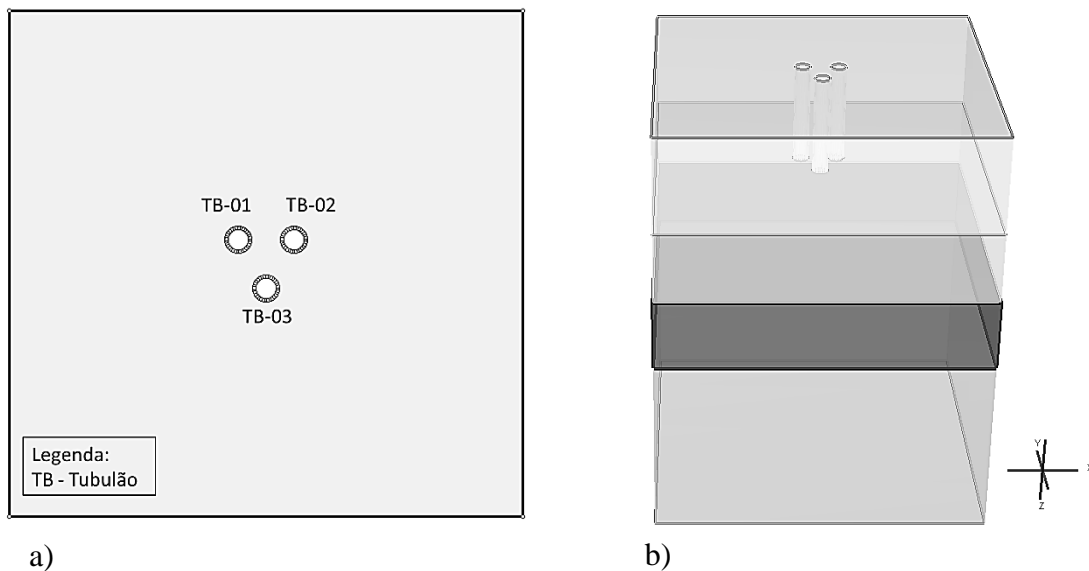 TB-01 TB-02
TB-03
Legenda:
TB - Tubulão
a)
Y
X
Z
b)